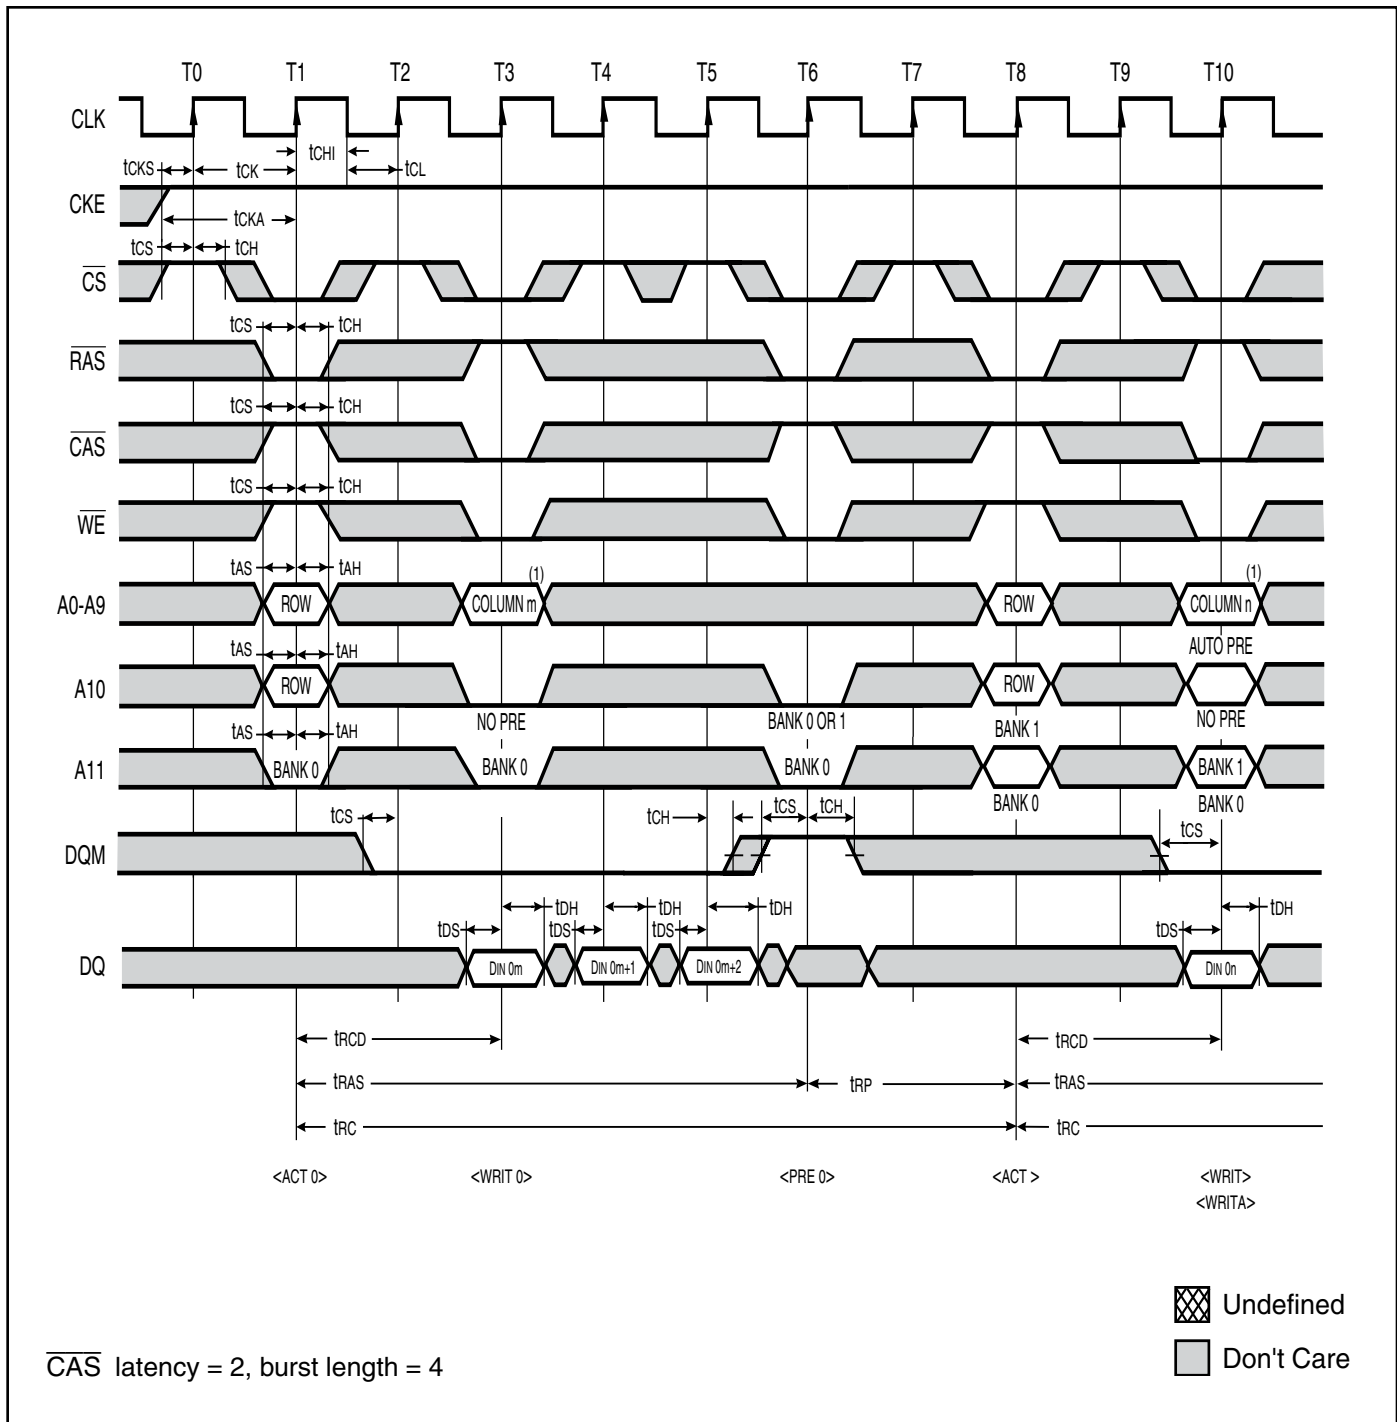 T0 T1 T2 T3 T4 T5 T6 T7 T8 T9 T10
CLK
tCHI
tCKS tCK tCL
CKE
tCKA
tCS tCH
CS
tCS tCH
RAS
tCS tCH
CAS
tCS tCH
WE
tAS tAH
(1) (1)
A0-A9 ROW COLUMN m ROW COLUMN n
AUTO PRE
tAS tAH
A10 ROW ROW
NO PRE BANK 0 OR 1 BANK 1 NO PRE
tAS tAH
A11 BANK 0 BANK 0 BANK 0 BANK 1
BANK 0 BANK 0
tCS tCH tCS tCH tCS
DQM
tDH tDH tDH tDH
tDS tDS tDS tDS
DQ DIN 0m DIN 0m+1 DIN 0m+2 DIN 0n
tRCD tRCD
tRAS tRP tRAS
tRC tRC
<ACT 0> <WRIT 0> <PRE 0> <ACT > <WRIT>
<WRITA>
Undefined
Don't Care
CAS latency = 2, burst length = 4